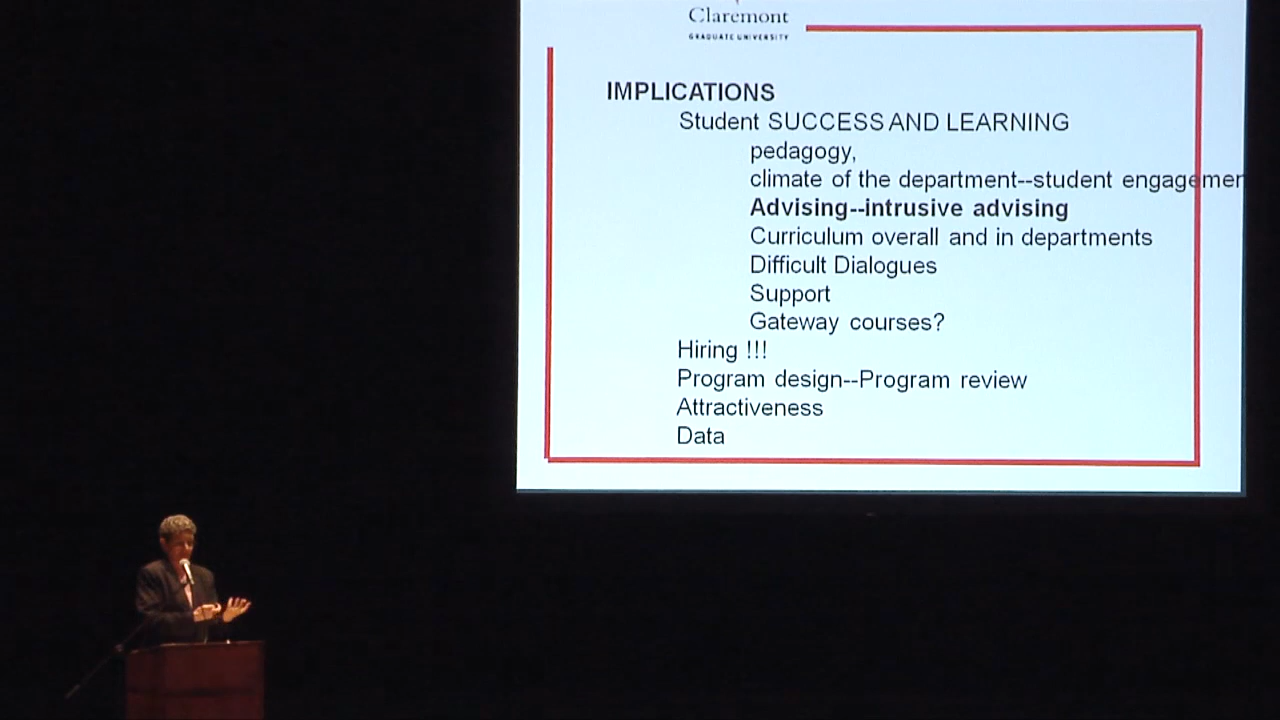 Claremont
GRADUATE UNIVERSITY
IMPLICATIONS
Student SUCCESS AND LEARNING
pedagogy,
climate of the department--student engagemen
Advising--intrusive advising
Curriculum overall and in departments
Difficult Dialogues
Support
Gateway courses?
Hiring !!!
Program design--Program review
Attractiveness
Data